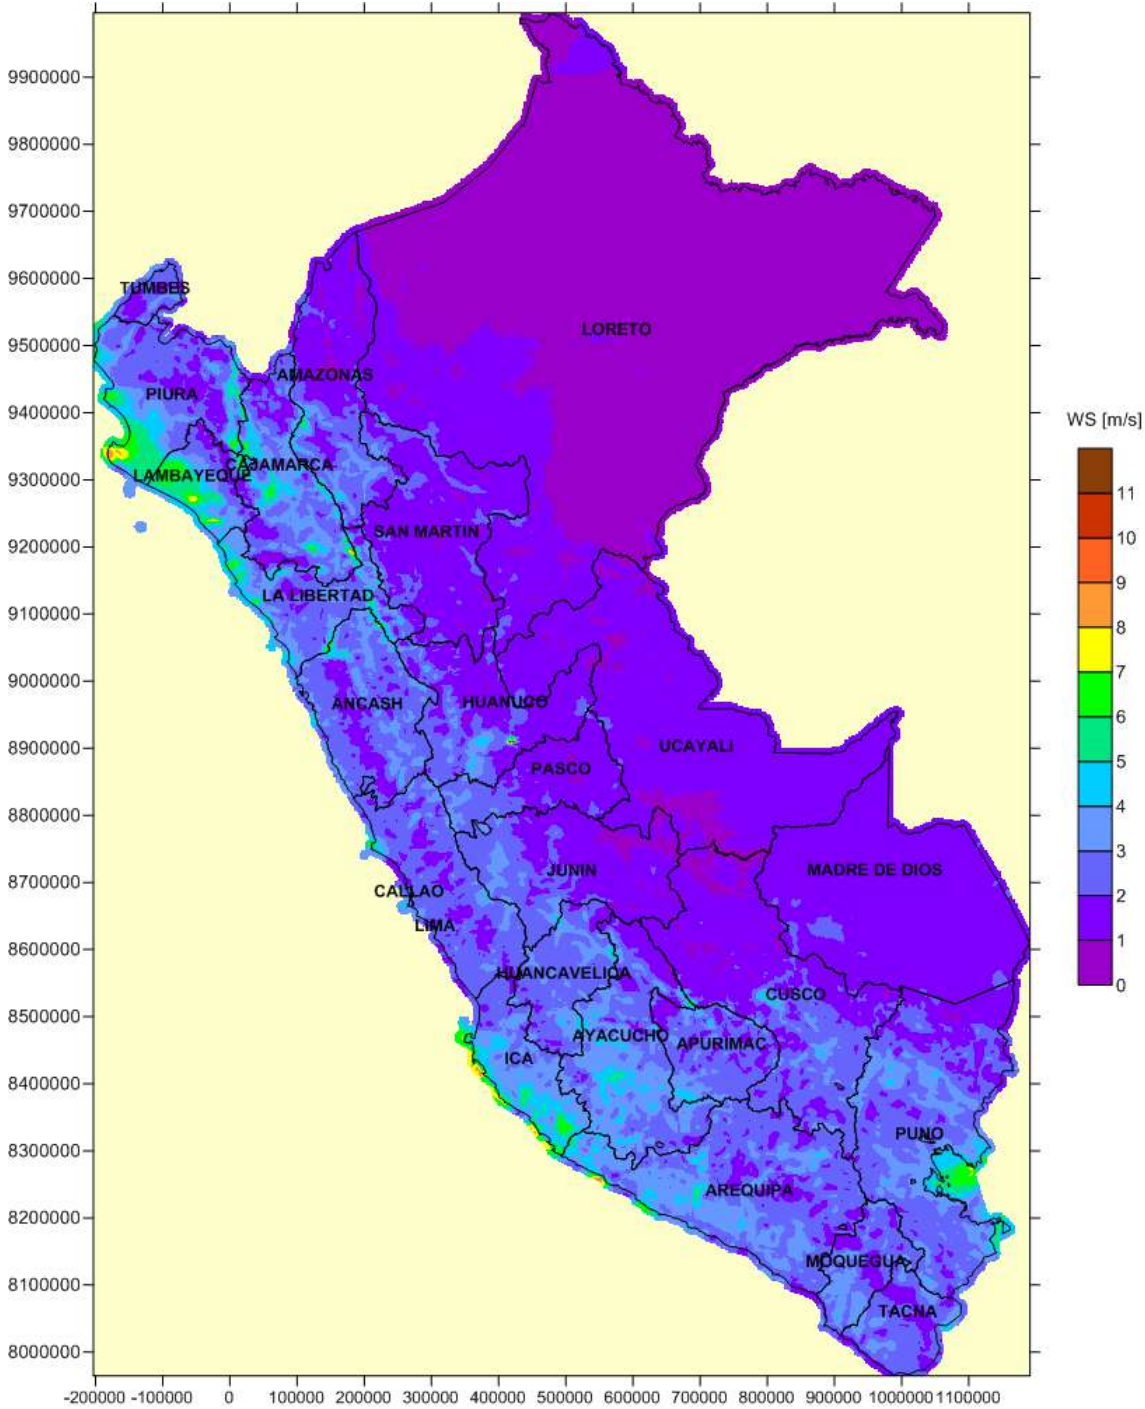 9900000
9800000
9700000
9600000
9500000
9400000
9300000
9200000
9100000
9000000
8900000
8800000
8700000
8600000
8500000
8400000
8300000
8200000
8100000
8000000
TUMBES
LORETO
AMAZONAS
PIURA
CAJAMARCA
LAMBAYEQUE
SAN MARTIN
LA LIBERTAD
ANCASH
HUANUCO
UCAYALI
PASCO
JUNIN
MADRE DE DIOS
CALLAO
LIMA
HUANCAVELICA
CUSCO
AYACUCHO
APURIMAC
ICA
PUNO
AREQUIPA
MOQUEGUA
TACNA
WS [m/s]
11
10
9
8
7
6
5
4
3
2
1
0
-200000 -100000 0 100000 200000 300000 400000 500000 600000 700000 800000 900000 1000000 1100000